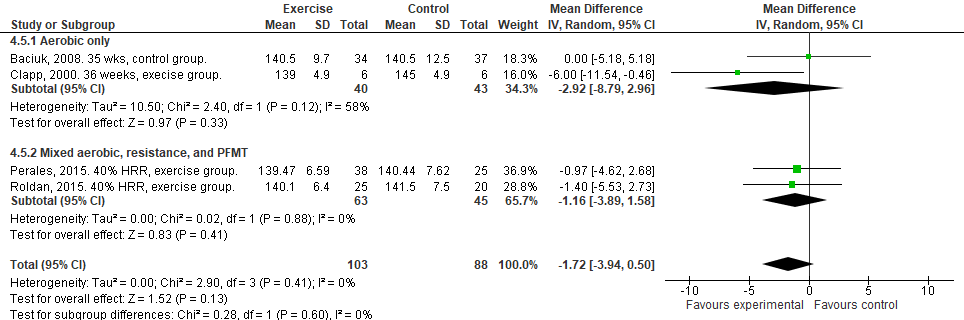 Exercise Control Mean Difference Mean Difference
Study or Subgroup Mean SD Total Mean SD Total Weight IV, Random, 95% CI IV, Random, 95% CI
4.5.1 Aerobic only
Baciuk, 2008. 35 wks, control group. 140.5 9.7 34 140.5 12.5 37 18.3% 0.00 [-5.18, 5.18]
Clapp, 2000. 36 weeks, execise group. 139 4.9 6 145 4.9 6 16.0% -6.00 [-11.54, -0.46]
Subtotal (95% CI) 40 43 34.3% -2.92 [-8.79, 2.96]
Heterogeneity: Tau² = 10.50; Chi² = 2.40, df = 1 (P = 0.12); I² = 58%
Test for overall effect: Z = 0.97 (P = 0.33)
4.5.2 Mixed aerobic, resistance, and PFMT
Perales, 2015. 40% HRR, exercise group. 139.47 6.59 38 140.44 7.62 25 36.9% -0.97 [-4.62, 2.68]
Roldan, 2015. 40% HRR, exercise group. 140.1 6.4 25 141.5 7.5 20 28.8% -1.40 [-5.53, 2.73]
Subtotal (95% CI) 63 45 65.7% -1.16 [-3.89, 1.58]
Heterogeneity: Tau² = 0.00; Chi² = 0.02, df = 1 (P = 0.88); I² = 0%
Test for overall effect: Z = 0.83 (P = 0.41)
Total (95% CI) 103 88 100.0% -1.72 [-3.94, 0.50]
Heterogeneity: Tau² = 0.00; Chi² = 2.90, df = 3 (P = 0.41); I² = 0%
Test for overall effect: Z = 1.52 (P = 0.13)
Test for subgroup differences: Chi² = 0.28, df = 1 (P = 0.60), I² = 0%
-10 -5 0 5 10
Favours experimental Favours control